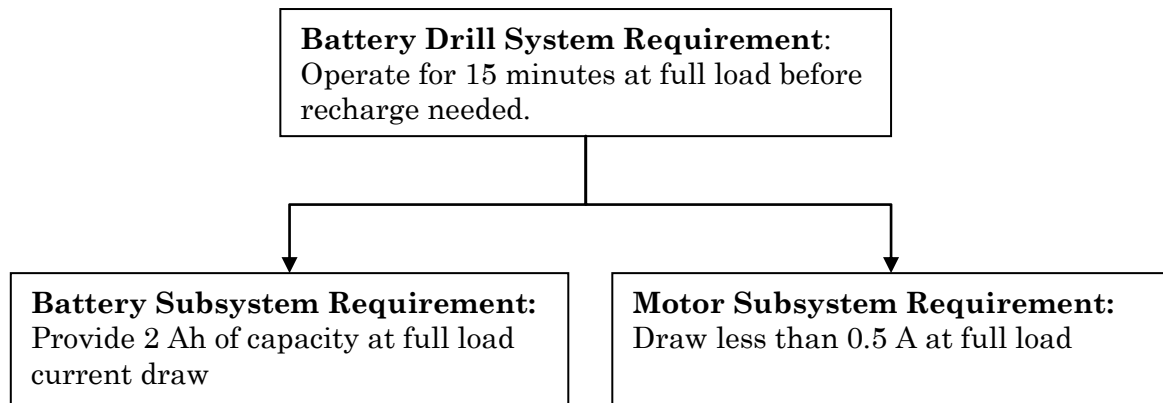 Battery Drill System Requirement:
Operate for 15 minutes at full load before
recharge needed.
Battery Subsystem Requirement:
Provide 2 Ah of capacity at full load
current draw
Motor Subsystem Requirement:
Draw less than 0.5 A at full load